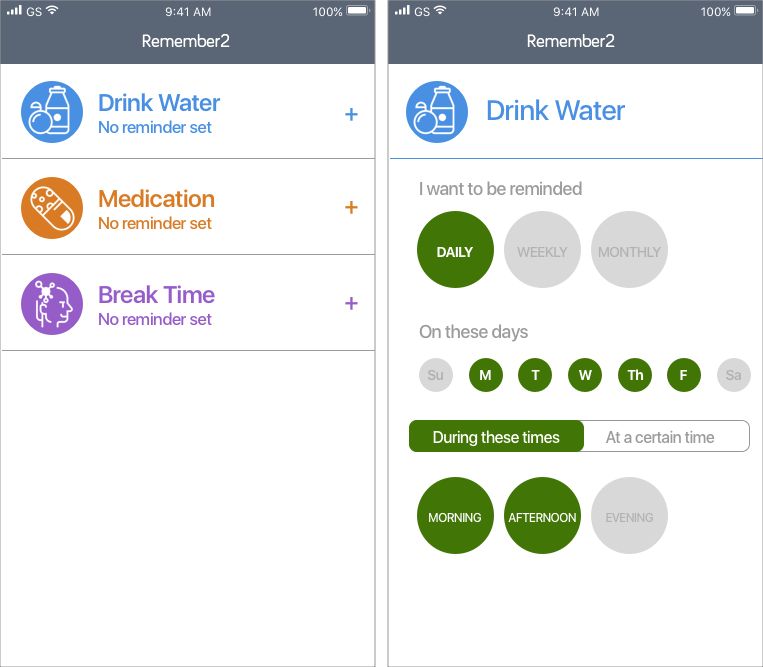 GS 9:41 AM 100%
Remember2
Drink Water
No reminder set
+
Medication
No reminder set
+
Break Time
No reminder set
+
GS 9:41 AM 100%
Remember2
Drink Water
I want to be reminded
DAILY WEEKLY MONTHLY
On these days
Su M T W Th F Sa
During these times At a certain time
MORNING AFTERNOON EVENING